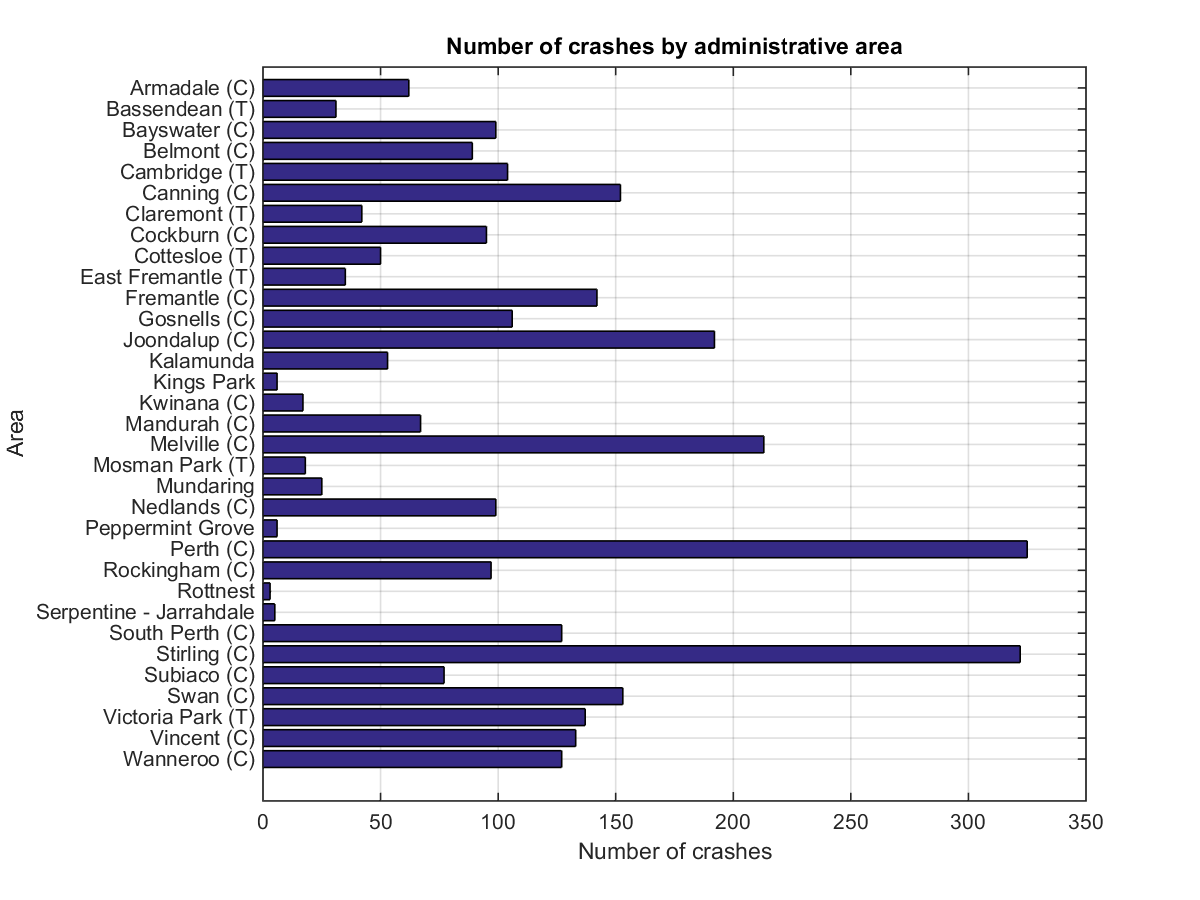 Number of crashes by administrative area
Armadale (C)
Bassendean (T)
Bayswater (C)
Belmont (C)
Cambridge (T)
Canning (C)
Claremont (T)
Cockburn (C)
Cottesloe (T)
East Fremantle (T)
Fremantle (C)
Gosnells (C)
Joondalup (C)
Kalamunda
Kings Park
Kwinana (C)
Mandurah (C)
Melville (C)
Mosman Park (T)
Mundaring
Nedlands (C)
Peppermint Grove
Perth (C)
Rockingham (C)
Rottnest
Serpentine - Jarrahdale
South Perth (C)
Stirling (C)
Subiaco (C)
Swan (C)
Victoria Park (T)
Vincent (C)
Wanneroo (C)
Area
0 50 100 150 200 250 300 350
Number of crashes